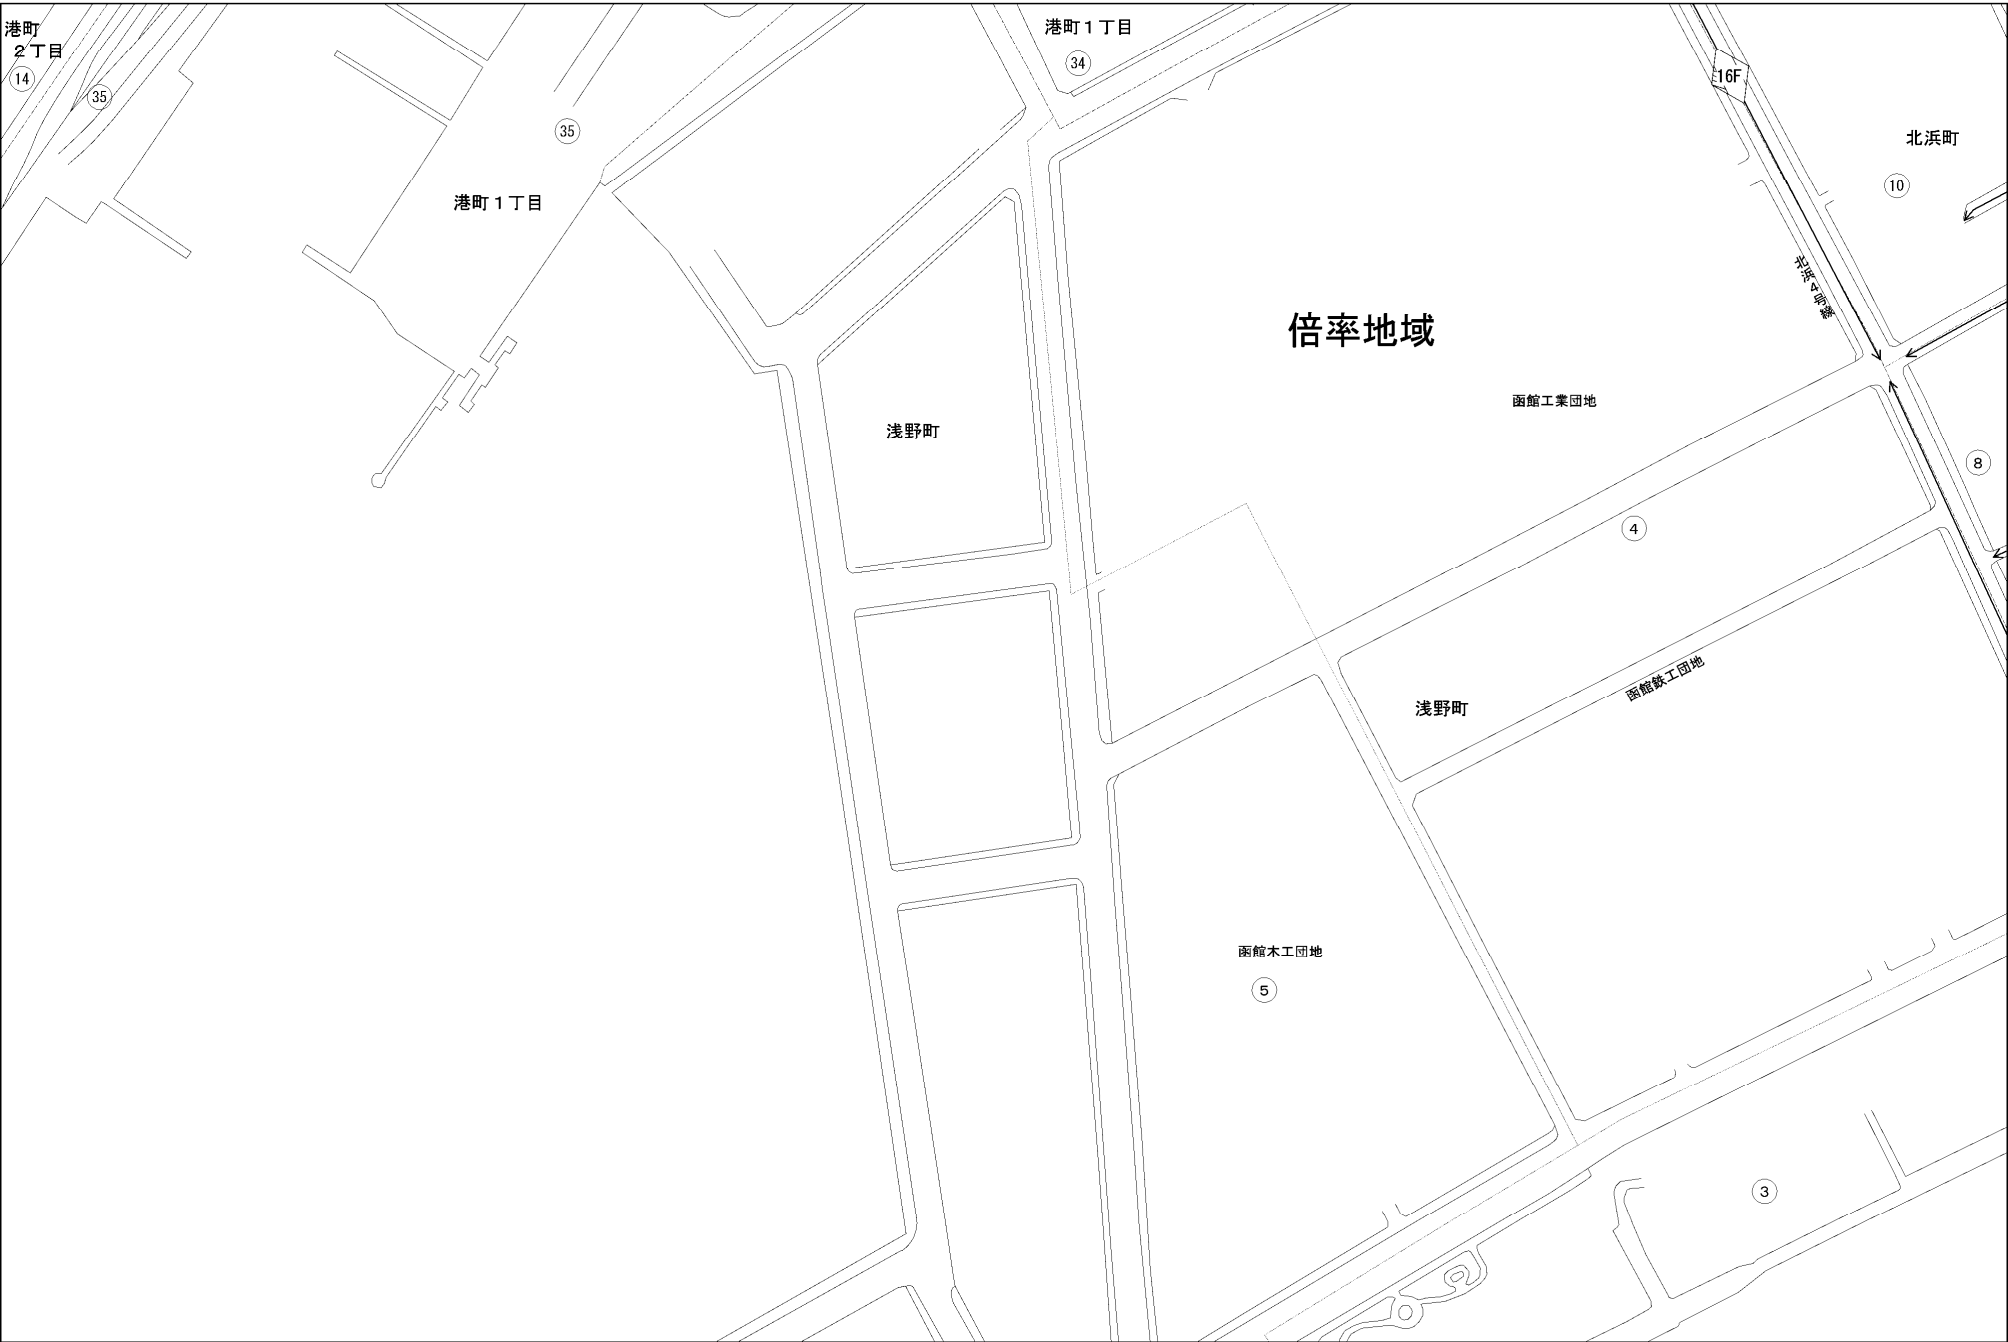 港町
２丁目
14
35
35
港町１丁目
港町１丁目
34
16F
北浜町
10
北浜4号線
倍率地域
函館工業団地
浅野町
8
4
函館鉄工団地
浅野町
函館木工団地
5
3